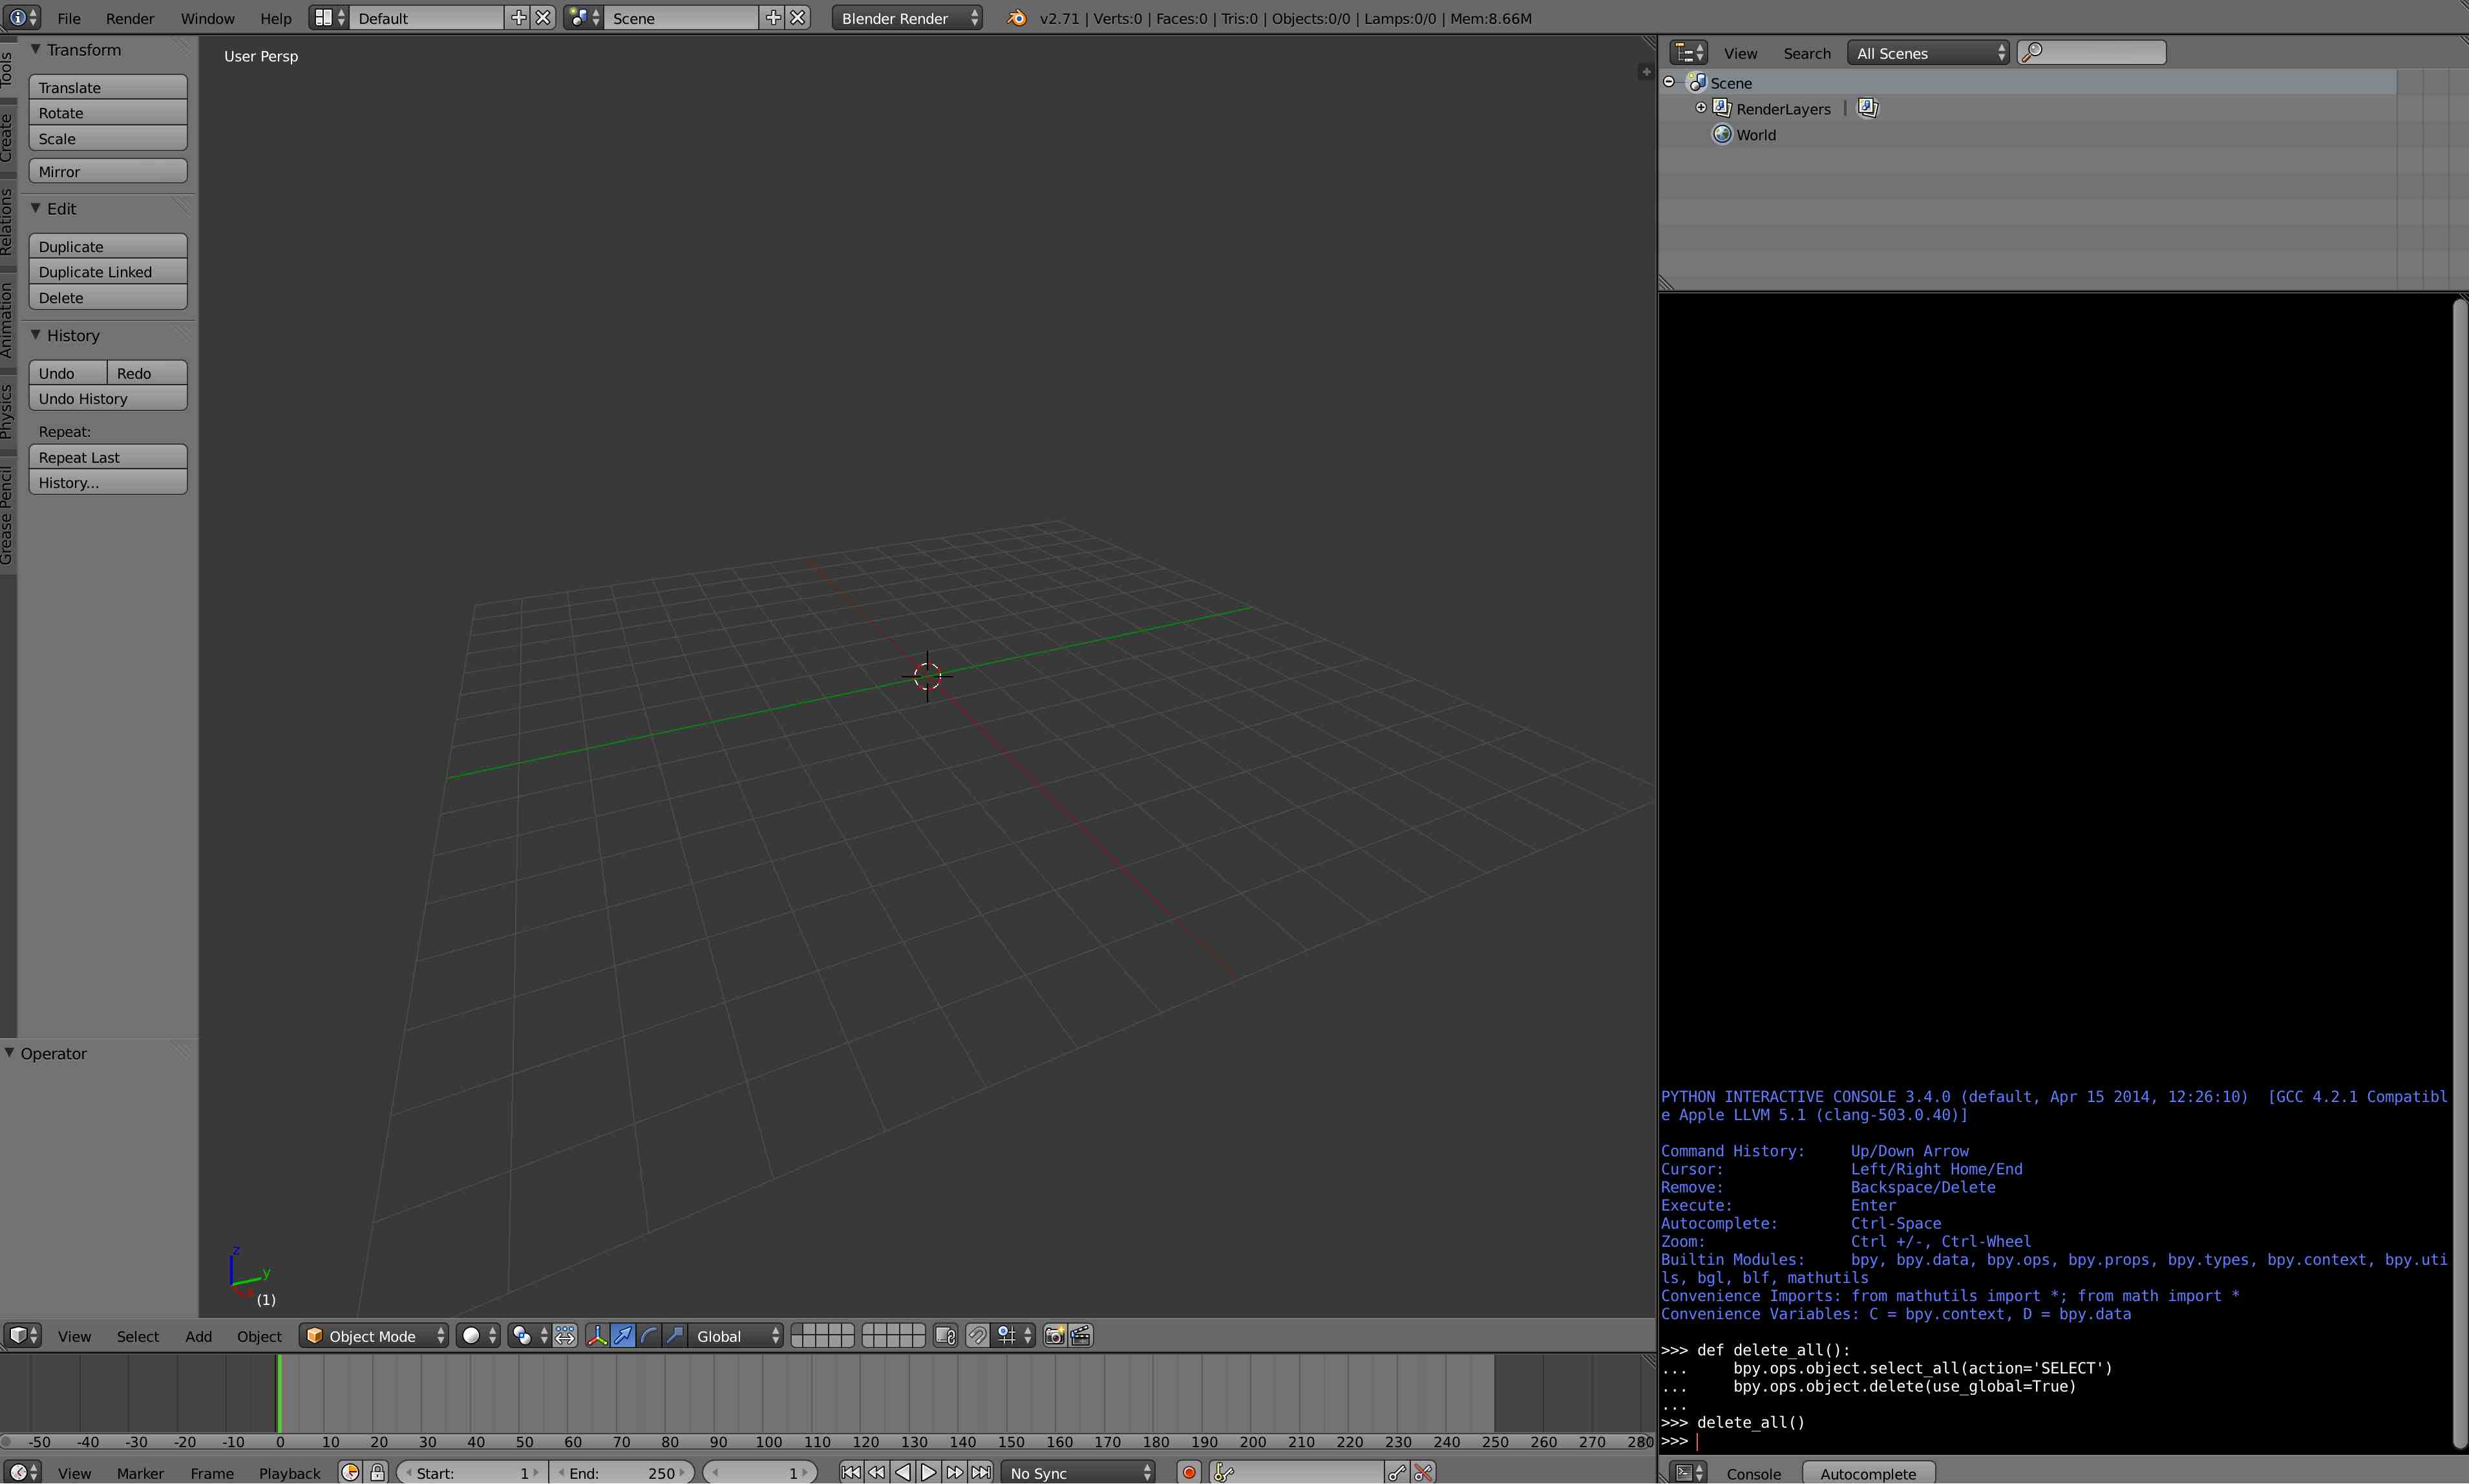 File Render Window Help Default Scene Blender Render v2.71 | Verts:0 | Faces:0 | Tris:0 | Objects:0/0 | Lamps:0/0 | Mem:8.66M
Tools
Create
Relations
Animation
Physics
Grease Pencil
Transform
Translate
Rotate
Scale
Mirror
Edit
Duplicate
Duplicate Linked
Delete
History
Undo Redo
Undo History
Repeat:
Repeat Last
History...
Operator
User Persp
z
y
x
(1)
View Select Add Object Object Mode Global
-50 -40 -30 -20 -10 0 10 20 30 40 50 60 70 80 90 100 110 120 130 140 150 160 170 180 190 200 210 220 230 240 250 260 270 280
View Marker Frame Playback Start: 1 End: 250 1 No Sync
View Search All Scenes
Scene
RenderLayers |
World
PYTHON INTERACTIVE CONSOLE 3.4.0 (default, Apr 15 2014, 12:26:10)  [GCC 4.2.1 Compatibl
e Apple LLVM 5.1 (clang-503.0.40)]
Command History:     Up/Down Arrow
Cursor:              Left/Right Home/End
Remove:              Backspace/Delete
Execute:             Enter
Autocomplete:        Ctrl-Space
Zoom:                Ctrl +/-, Ctrl-Wheel
Builtin Modules:     bpy, bpy.data, bpy.ops, bpy.props, bpy.types, bpy.context, bpy.uti
ls, bgl, blf, mathutils
Convenience Imports: from mathutils import *; from math import *
Convenience Variables: C = bpy.context, D = bpy.data
>>> def delete_all():
...     bpy.ops.object.select_all(action='SELECT')
...     bpy.ops.object.delete(use_global=True)
...
>>> delete_all()
>>>
Console Autocomplete